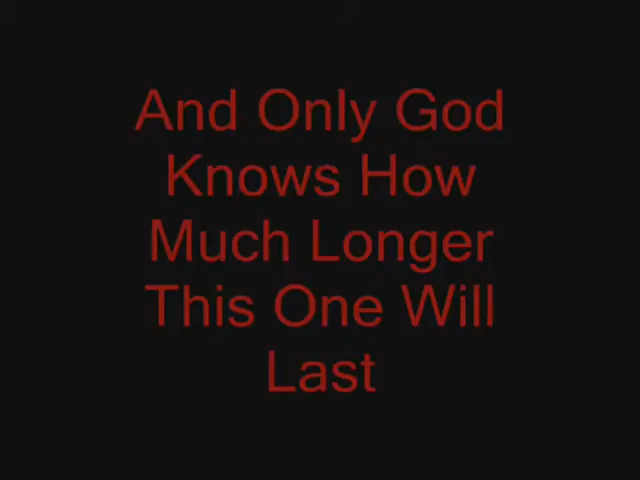 And Only God
Knows How
Much Longer
This One Will
Last